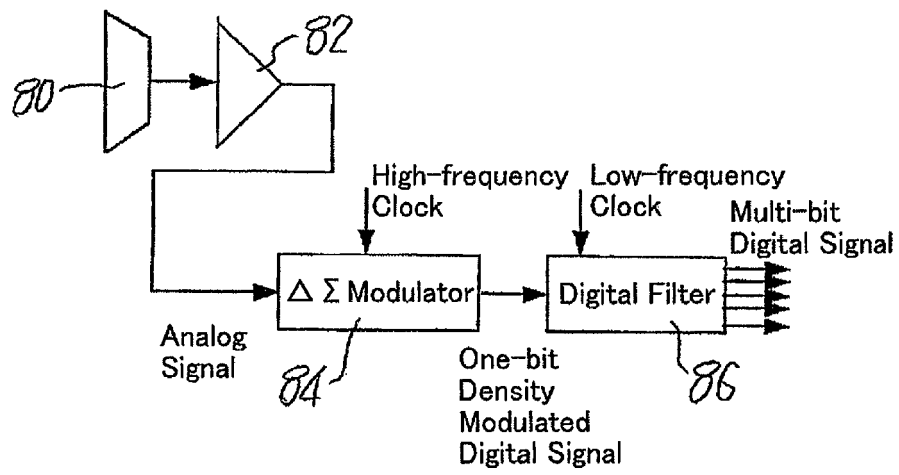 80
82
High-frequency
Clock
Low-frequency
Clock
Multi-bit
Digital Signal
Δ Σ Modulator
Digital Filter
Analog
Signal
84
One-bit
Density
Modulated
Digital Signal
86